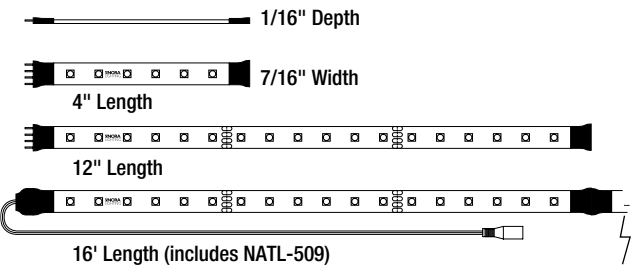 1/16" Depth
7/16" Width
4" Length
12" Length
16' Length (includes NATL-509)